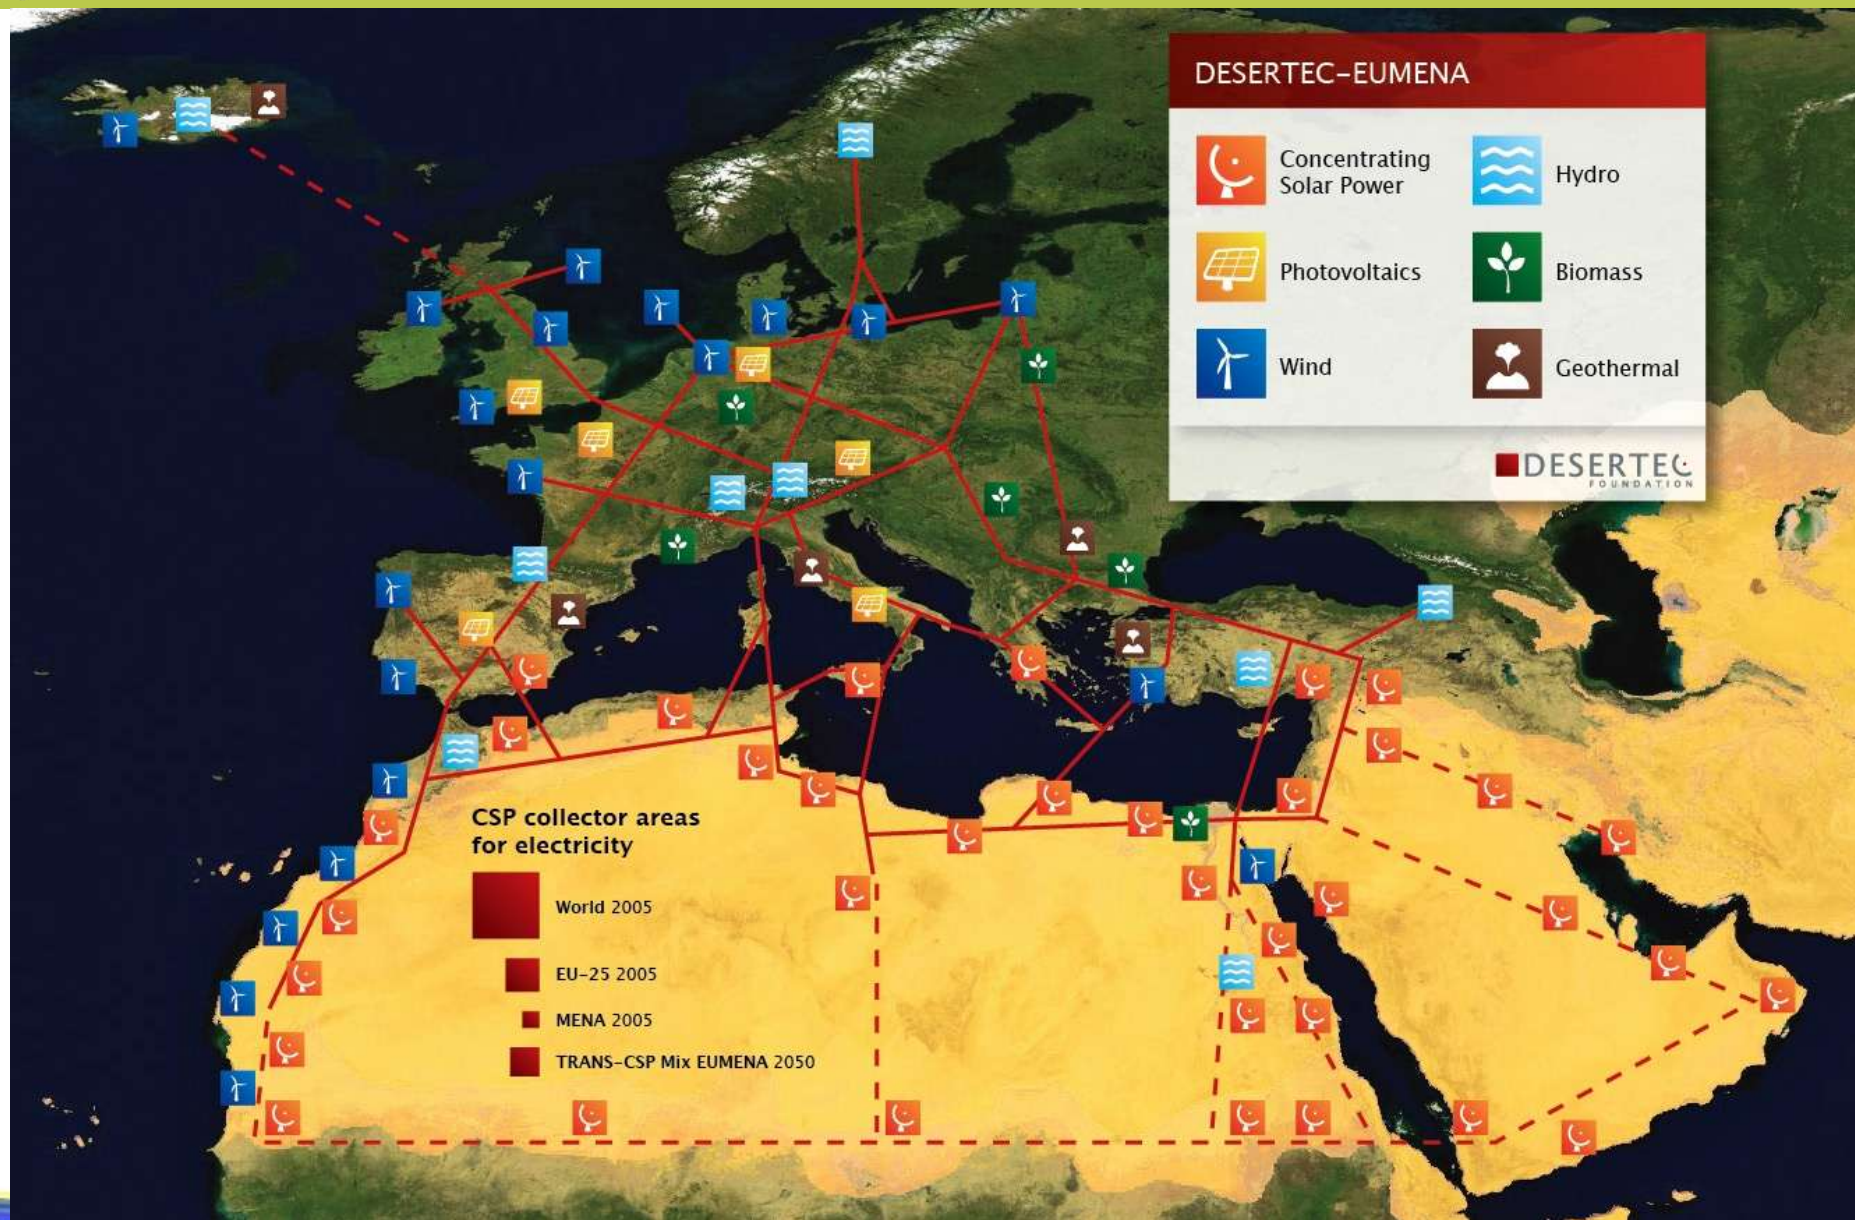 DESERTEC-EUMENA
Concentrating
Solar Power
Hydro
Photovoltaics
Biomass
Wind
Geothermal
DESERTEC
FOUNDATION
CSP collector areas
for electricity
World 2005
EU-25 2005
MENA 2005
TRANS-CSP Mix EUMENA 2050